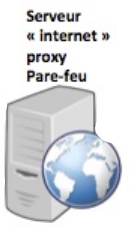 Serveur
« internet »
proxy
Pare-feu